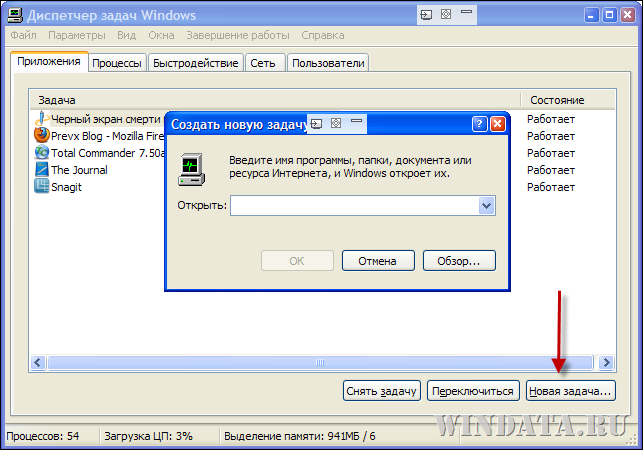 Диспетчер задач Windows
Файл Параметры Вид Окна Завершение работы Справка
Приложения Процессы Быстродействие Сеть Пользователи
Задача Состояние
Черный экран смерти Работает
Prevx Blog - Mozilla Fire Работает
Total Commander 7.50a Работает
The Journal Работает
Snagit Работает
Создать новую задачу
Введите имя программы, папки, документа или
ресурса Интернета, и Windows откроет их.
Открыть:
OK Отмена Обзор...
Снять задачу Переключиться Новая задача...
WINDATA.RU
Процессов: 54 Загрузка ЦП: 3% Выделение памяти: 941МБ / 6